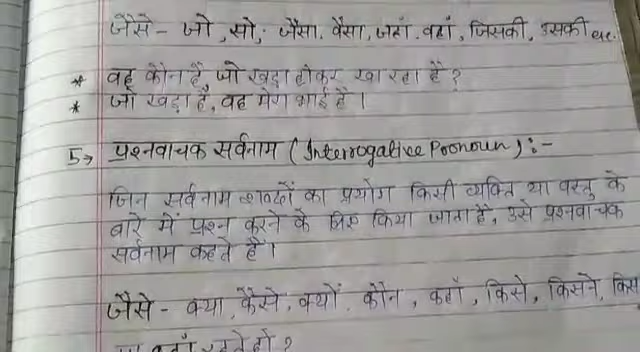 जैसे - जो, सो, जैसा, वैसा, जहाँ, वहाँ, जिसकी, उसकी etc.
* वह कौन है, जो खड़ा होकर खा रहा है ?
* जो खड़ा है, वह मेरा भाई है ।
5→ प्रश्नवाचक सर्वनाम ( Interrogative Pronoun ) :-
जिन सर्वनाम शब्दों का प्रयोग किसी व्यक्ति या वस्तु के
बारे में प्रश्न करने के लिए किया जाता है, उसे प्रश्नवाचक
सर्वनाम कहते हैं ।
जैसे - क्या, कैसे, क्यों, कौन, कहाँ, किसे, किसने, किस
कहाँ रहते हो ?